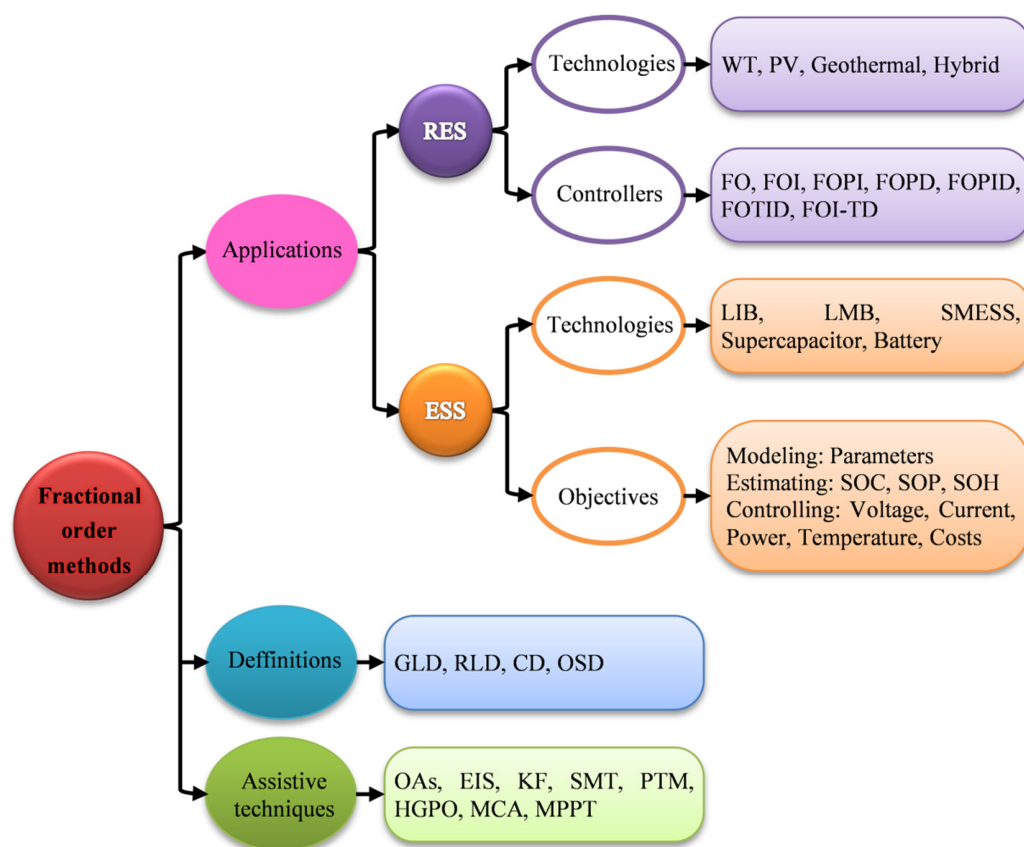 Technologies
WT, PV, Geothermal, Hybrid
RES
Controllers
FO, FOI, FOPI, FOPD, FOPID,
FOTID, FOI-TD
Applications
Technologies
LIB, LMB, SMESS,
Supercapacitor, Battery
ESS
Objectives
Modeling: Parameters
Estimating: SOC, SOP, SOH
Controlling: Voltage, Current,
Power, Temperature, Costs
Fractional
order
methods
Deffinitions
GLD, RLD, CD, OSD
Assistive
techniques
OAs, EIS, KF, SMT, PTM,
HGPO, MCA, MPPT